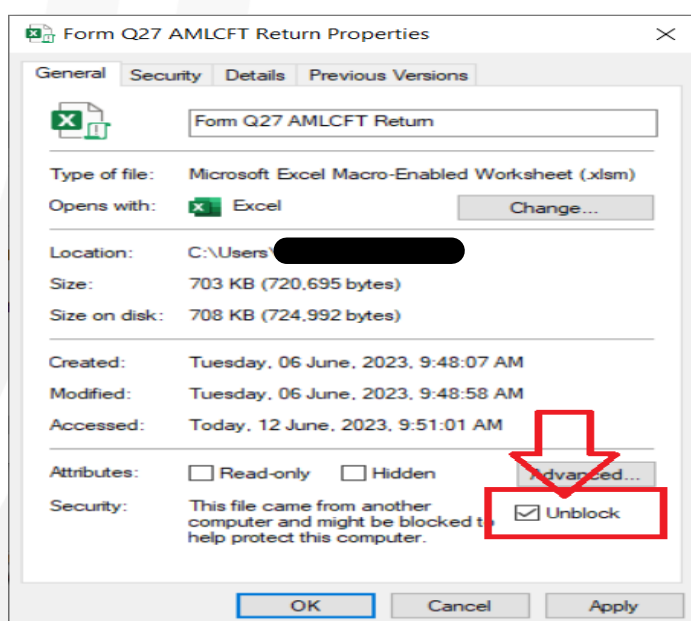 Form Q27 AMLCFT Return Properties
General Security Details Previous Versions
Form Q27 AMLCFT Return
Type of file: Microsoft Excel Macro-Enabled Worksheet (.xlsm)
Opens with: Excel Change...
Location: C:\Users\
Size: 703 KB (720,695 bytes)
Size on disk: 708 KB (724,992 bytes)
Created: Tuesday, 06 June, 2023, 9:48:07 AM
Modified: Tuesday, 06 June, 2023, 9:48:58 AM
Accessed: Today, 12 June, 2023, 9:51:01 AM
Attributes: Read-only Hidden Advanced...
Security: This file came from another
computer and might be blocked to
help protect this computer.
Unblock
OK Cancel Apply